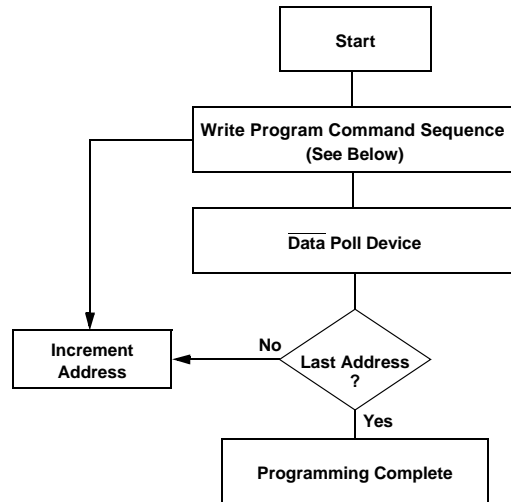 Start
Write Program Command Sequence
(See Below)
Data Poll Device
No
Increment
Address
Last Address
?
Yes
Programming Complete